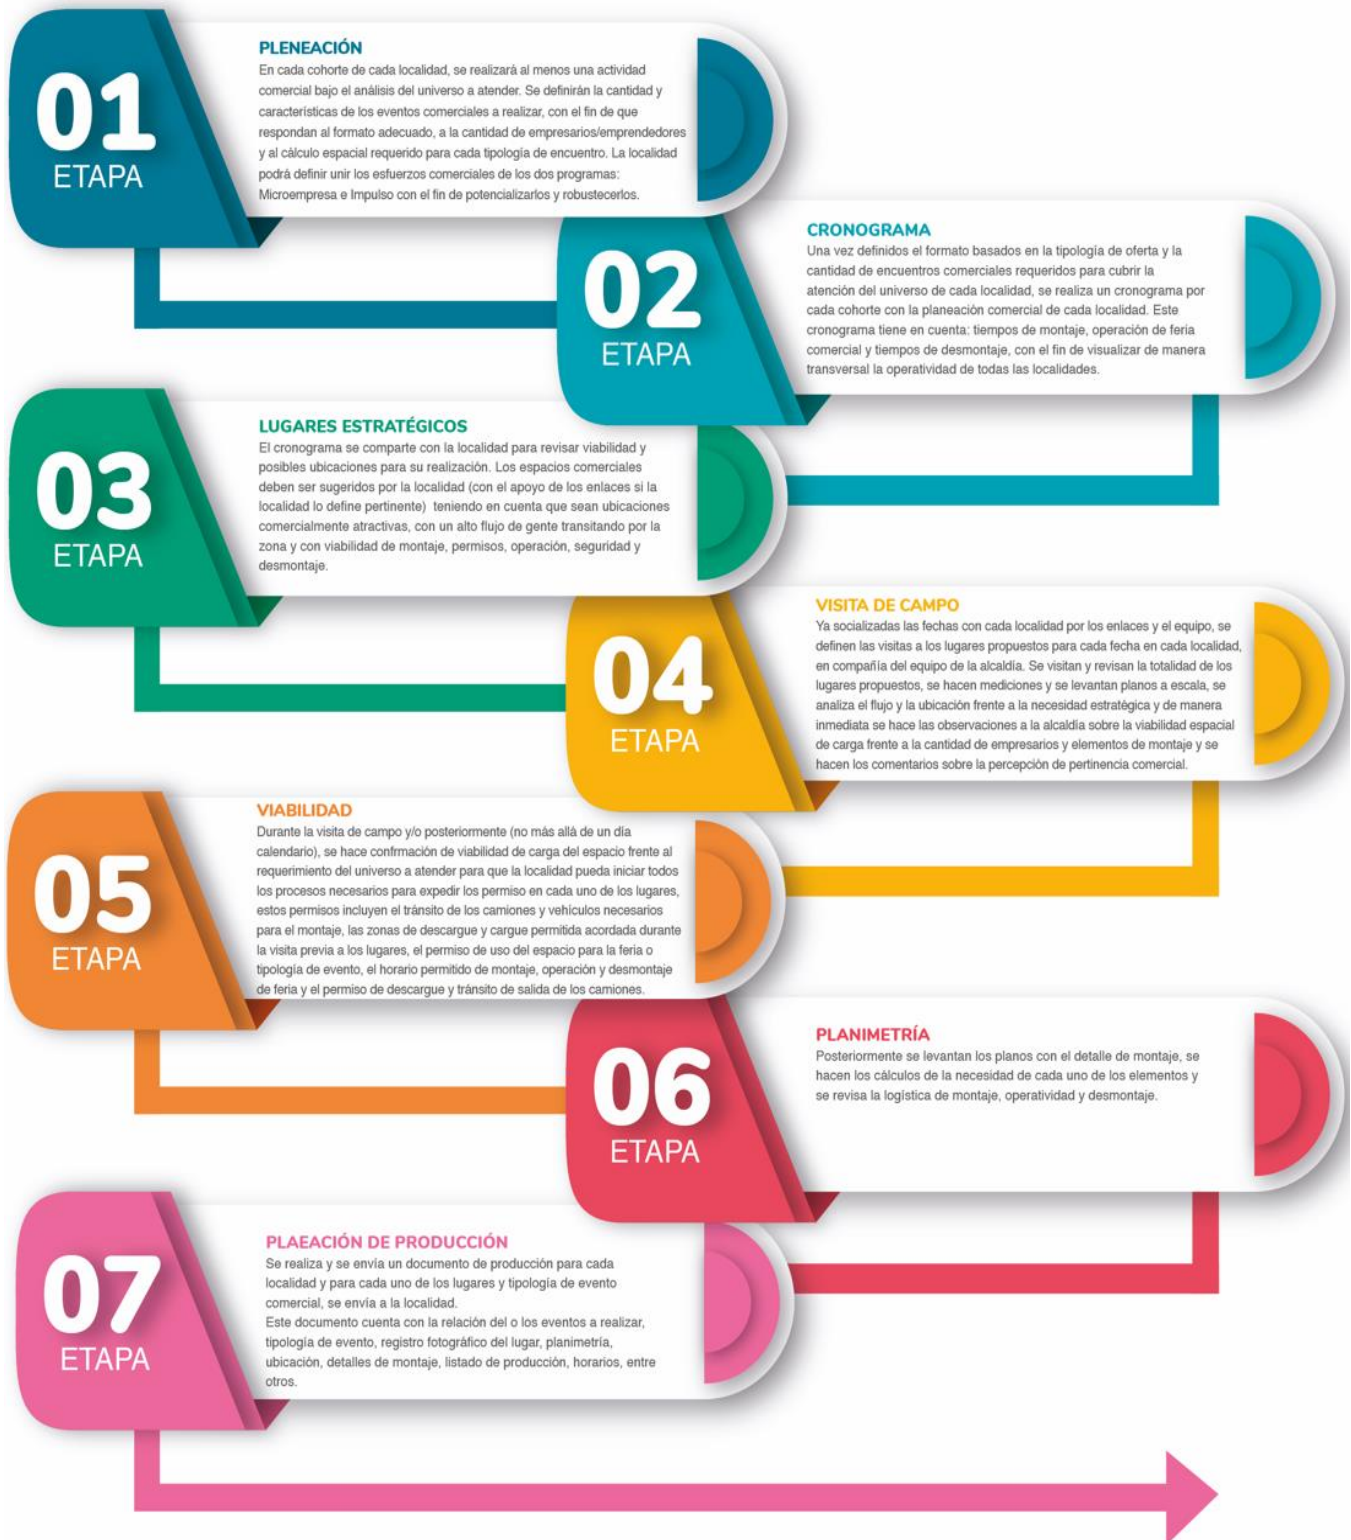 01
ETAPA
PLENEACIÓN
En cada cohorte de cada localidad, se realizará al menos una actividad
comercial bajo el análisis del universo a atender. Se definirán la cantidad y
características de los eventos comerciales a realizar, con el fin de que
respondan al formato adecuado, a la cantidad de empresarios/emprendedores
y al cálculo espacial requerido para cada tipología de encuentro. La localidad
podrá definir unir los esfuerzos comerciales de los dos programas:
Microempresa e Impulso con el fin de potencializarlos y robustecerlos.
02
ETAPA
CRONOGRAMA
Una vez definidos el formato basados en la tipología de oferta y la
cantidad de encuentros comerciales requeridos para cubrir la
atención del universo de cada localidad, se realiza un cronograma por
cada cohorte con la planeación comercial de cada localidad. Este
cronograma tiene en cuenta: tiempos de montaje, operación de feria
comercial y tiempos de desmontaje, con el fin de visualizar de manera
transversal la operatividad de todas las localidades.
03
ETAPA
LUGARES ESTRATÉGICOS
El cronograma se comparte con la localidad para revisar viabilidad y
posibles ubicaciones para su realización. Los espacios comerciales
deben ser sugeridos por la localidad (con el apoyo de los enlaces si la
localidad lo define pertinente) teniendo en cuenta que sean ubicaciones
comercialmente atractivas, con un alto flujo de gente transitando por la
zona y con viabilidad de montaje, permisos, operación, seguridad y
desmontaje.
04
ETAPA
VISITA DE CAMPO
Ya socializadas las fechas con cada localidad por los enlaces y el equipo, se
definen las visitas a los lugares propuestos para cada fecha en cada localidad,
en compañía del equipo de la alcaldía. Se visitan y revisan la totalidad de los
lugares propuestos, se hacen mediciones y se levantan planos a escala, se
analiza el flujo y la ubicación frente a la necesidad estratégica y de manera
inmediata se hace las observaciones a la alcaldía sobre la viabilidad espacial
de carga frente a la cantidad de empresarios y elementos de montaje y se
hacen los comentarios sobre la percepción de pertinencia comercial.
05
ETAPA
VIABILIDAD
Durante la visita de campo y/o posteriormente (no más allá de un día
calendario), se hace confrmación de viabilidad de carga del espacio frente al
requerimiento del universo a atender para que la localidad pueda iniciar todos
los procesos necesarios para expedir los permiso en cada uno de los lugares,
estos permisos incluyen el tránsito de los camiones y vehículos necesarios
para el montaje, las zonas de descargue y cargue permitida acordada durante
la visita previa a los lugares, el permiso de uso del espacio para la feria o
tipología de evento, el horario permitido de montaje, operación y desmontaje
de feria y el permiso de descargue y tránsito de salida de los camiones.
06
ETAPA
PLANIMETRÍA
Posteriormente se levantan los planos con el detalle de montaje, se
hacen los cálculos de la necesidad de cada uno de los elementos y
se revisa la logística de montaje, operatividad y desmontaje.
07
ETAPA
PLAEACIÓN DE PRODUCCIÓN
Se realiza y se envía un documento de producción para cada
localidad y para cada uno de los lugares y tipología de evento
comercial, se envía a la localidad.
Este documento cuenta con la relación del o los eventos a realizar,
tipología de evento, registro fotográfico del lugar, planimetría,
ubicación, detalles de montaje, listado de producción, horarios, entre
otros.